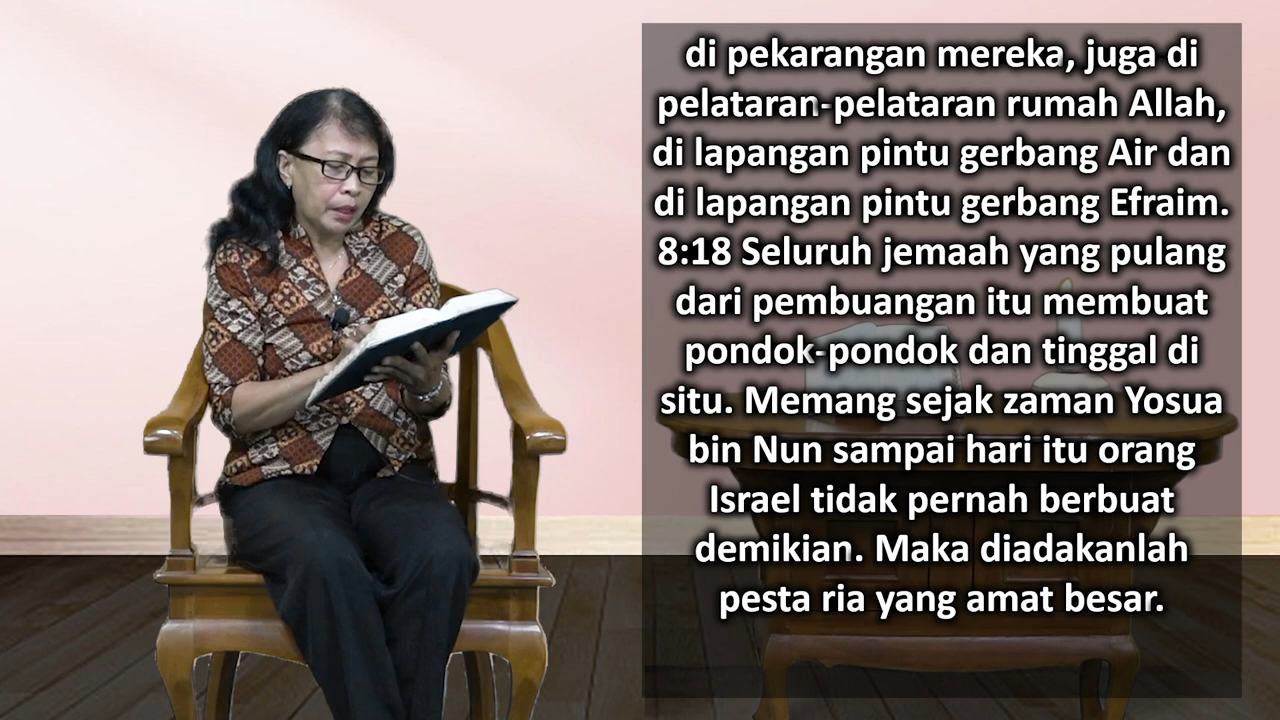 di pekarangan mereka, juga di
pelataran-pelataran rumah Allah,
di lapangan pintu gerbang Air dan
di lapangan pintu gerbang Efraim.
8:18 Seluruh jemaah yang pulang
dari pembuangan itu membuat
pondok-pondok dan tinggal di
situ. Memang sejak zaman Yosua
bin Nun sampai hari itu orang
Israel tidak pernah berbuat
demikian. Maka diadakanlah
pesta ria yang amat besar.